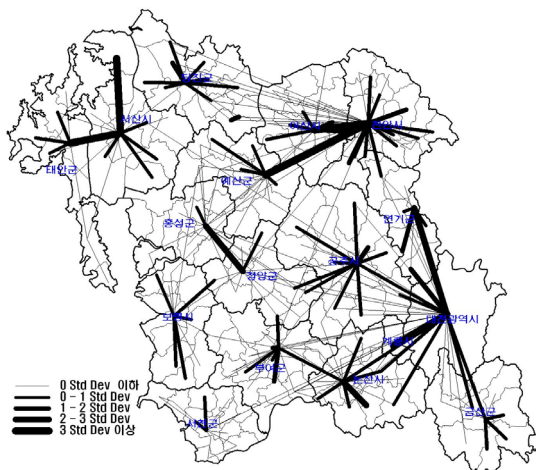 당진군
서산시
아산시
천안시
태안군
예산군
홍성군
연기군
청양군
공주시
보령시
대전광역시
계룡시
부여군
논산시
서천군
금산군
0 Std Dev 이하
0 - 1 Std Dev
1 - 2 Std Dev
2 - 3 Std Dev
3 Std Dev 이상